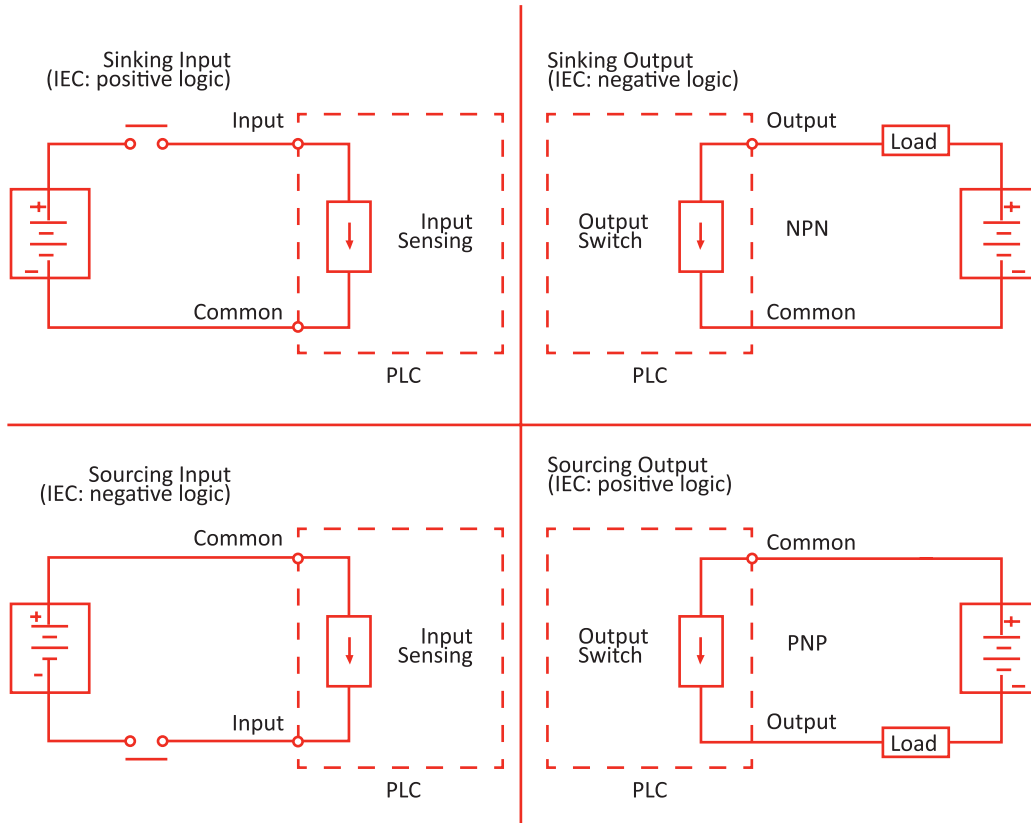 Sinking Input
(IEC: positive logic)
Input
+
Input
Sensing
−
Common
PLC
Sinking Output
(IEC: negative logic)
Output
Load
Output
Switch
NPN
+
−
Common
PLC
Sourcing Input
(IEC: negative logic)
Common
+
Input
Sensing
-
Input
PLC
Sourcing Output
(IEC: positive logic)
Common
Output
Switch
PNP
+
−
Output
Load
PLC